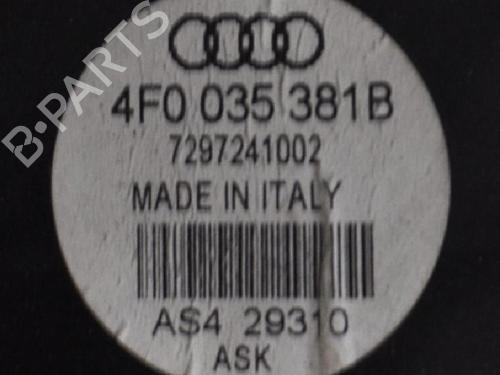 B-PARTS
4F0 035 381B
7297241002
MADE IN ITALY
AS4 29310
ASK